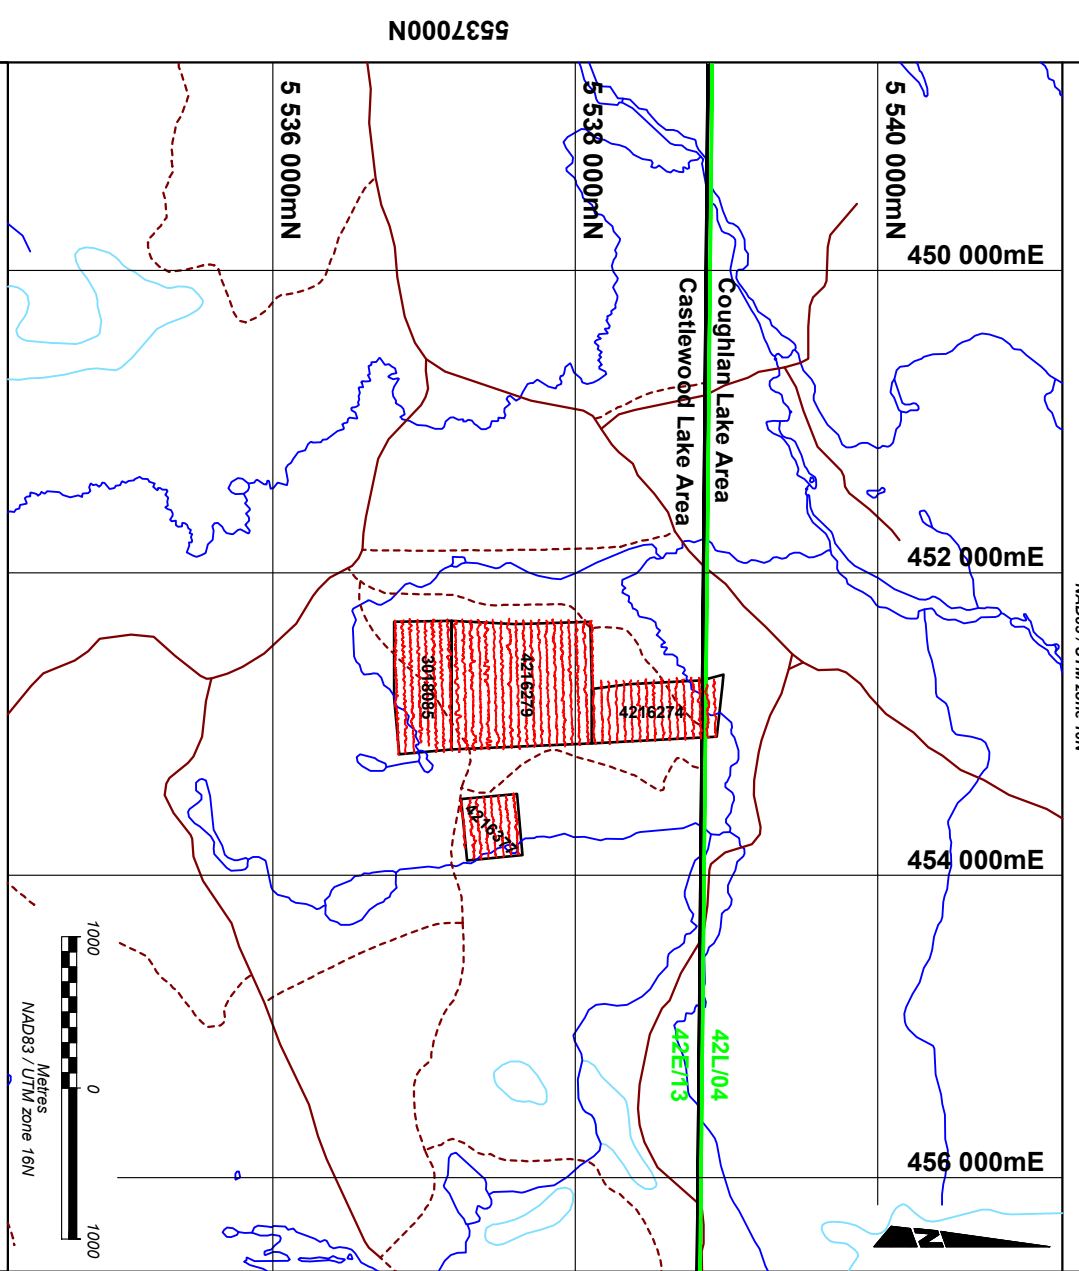 5537000N
5 536 000mN
5 538 000mN
5 540 000mN
450 000mE
Coughlan Lake Area
Castlewood Lake Area
452 000mE
3018085
4216279
4216274
454 000mE
42L/04
42E/13
456 000mE
N
1000 0 1000
Metres
NAD83 / UTM zone 16N